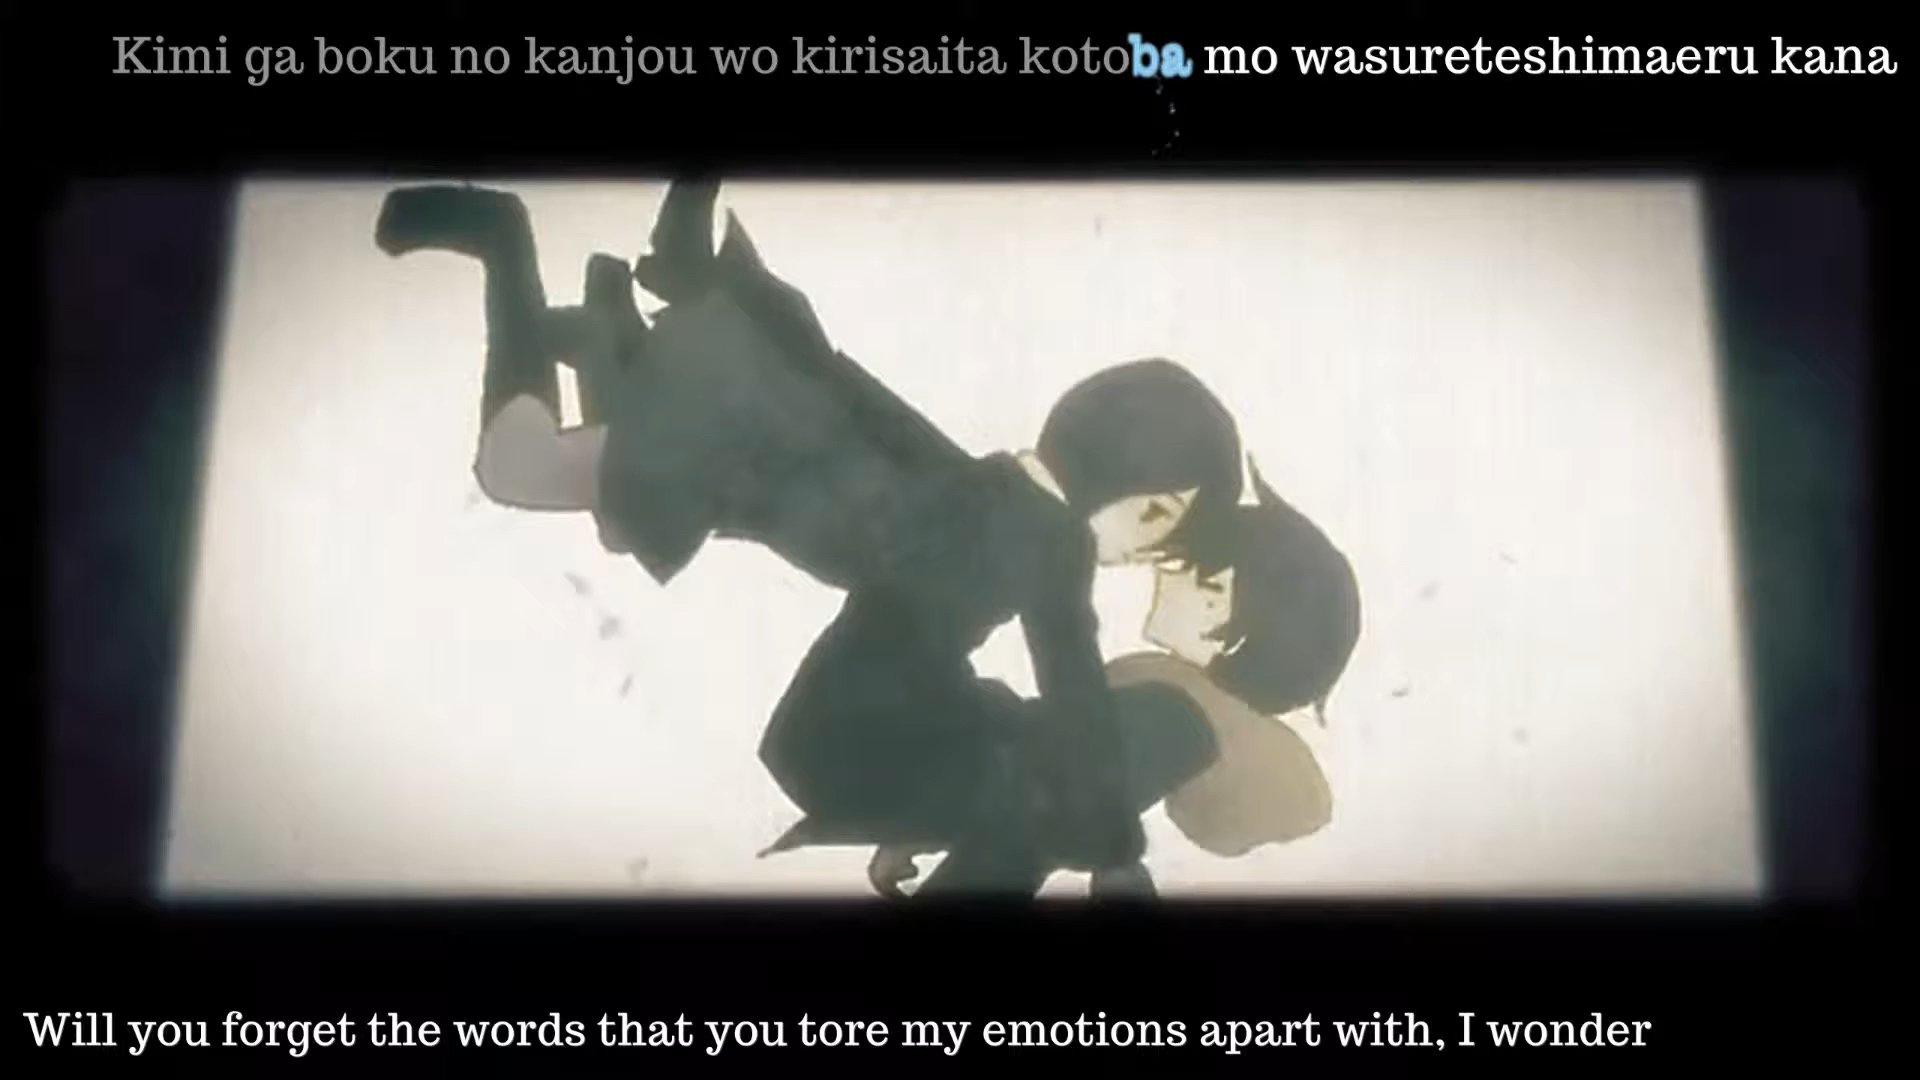 Kimi ga boku no kanjou wo kirisaita kotoba mo wasureteshimaeru kana
Will you forget the words that you tore my emotions apart with, I wonder